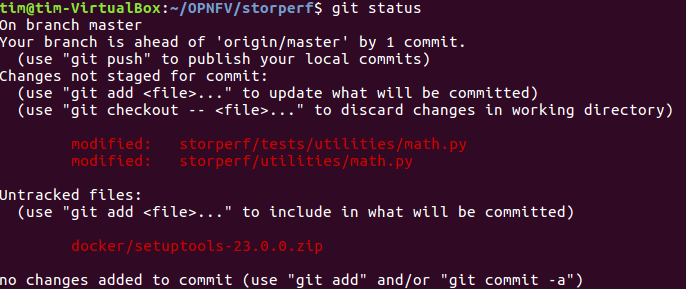 tim@tim-VirtualBox:~/OPNFV/storperf$ git status
On branch master
Your branch is ahead of 'origin/master' by 1 commit.
  (use "git push" to publish your local commits)
Changes not staged for commit:
  (use "git add <file>..." to update what will be committed)
  (use "git checkout -- <file>..." to discard changes in working directory)

        modified:   storperf/tests/utilities/math.py
        modified:   storperf/utilities/math.py

Untracked files:
  (use "git add <file>..." to include in what will be committed)

        docker/setuptools-23.0.0.zip

no changes added to commit (use "git add" and/or "git commit -a")